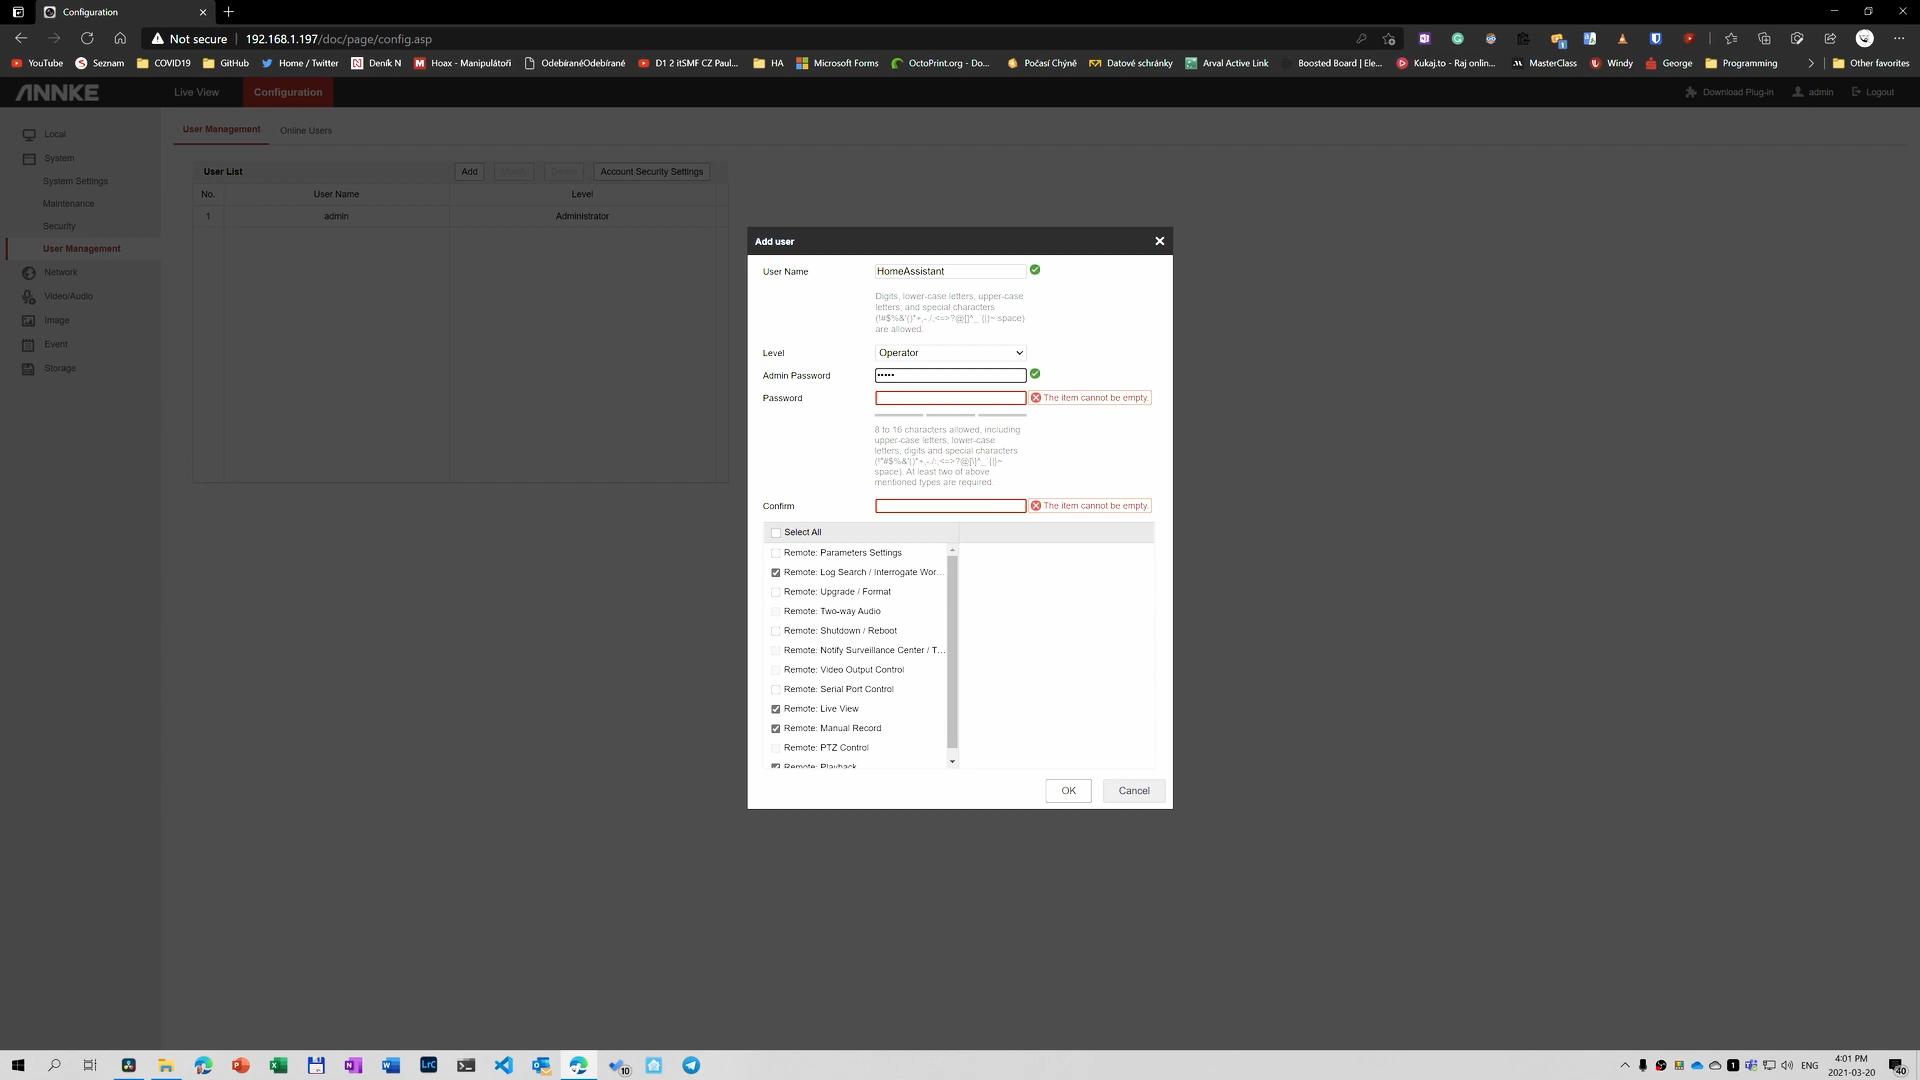 Configuration
Not secure 192.168.1.197/doc/page/config.asp
YouTube Seznam COVID19 GitHub Home / Twitter Deník N Hoax - Manipulátoři OdebíranéOdebírané D1 2 itSMF CZ Paul... HA Microsoft Forms OctoPrint.org - Do... Počasí Chýně Datové schránky Arval Active Link Boosted Board | Ele... Kukaj.to - Raj onlin... MasterClass Windy George Programming Other favorites
ANNKE Live View Configuration Download Plug-in admin Logout
Local
System
System Settings
Maintenance
Security
User Management
Network
Video/Audio
Image
Event
Storage
User Management Online Users
User List Add Modify Delete Account Security Settings
No. User Name Level
1 admin Administrator
Add user
User Name HomeAssistant
Digits, lower-case letters, upper-case
letters, and special characters
(!#$%&'()*+,-./:;<=>?@[]^_`{|}~ space)
are allowed.
Level Operator
Admin Password •••••
Password The item cannot be empty.
8 to 16 characters allowed, including
upper-case letters, lower-case
letters, digits and special characters
(!"#$%&'()*+,-./:;<=>?@[\]^_`{|}~
space). At least two of above
mentioned types are required.
Confirm The item cannot be empty.
Select All
Remote: Parameters Settings
Remote: Log Search / Interrogate Wor...
Remote: Upgrade / Format
Remote: Two-way Audio
Remote: Shutdown / Reboot
Remote: Notify Surveillance Center / T...
Remote: Video Output Control
Remote: Serial Port Control
Remote: Live View
Remote: Manual Record
Remote: PTZ Control
Remote: Playback
OK Cancel
LrC 10 1 ENG 4:01 PM
2021-03-20 40